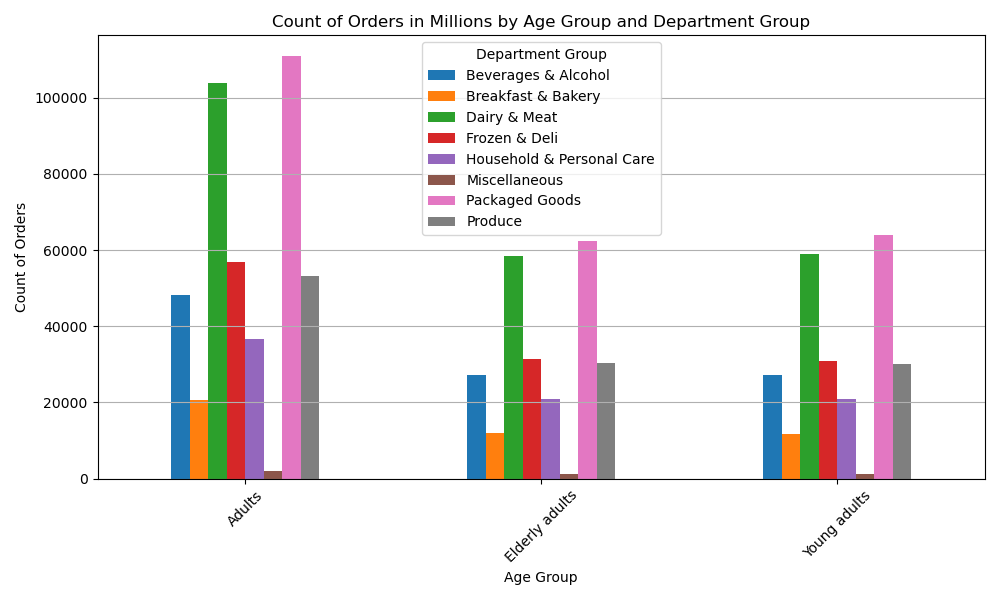 Count of Orders in Millions by Age Group and Department Group
Department Group
Beverages & Alcohol
Breakfast & Bakery
Dairy & Meat
Frozen & Deli
Household & Personal Care
Miscellaneous
Packaged Goods
Produce
Count of Orders
100000
80000
60000
40000
20000
0
Adults
Elderly adults
Young adults
Age Group